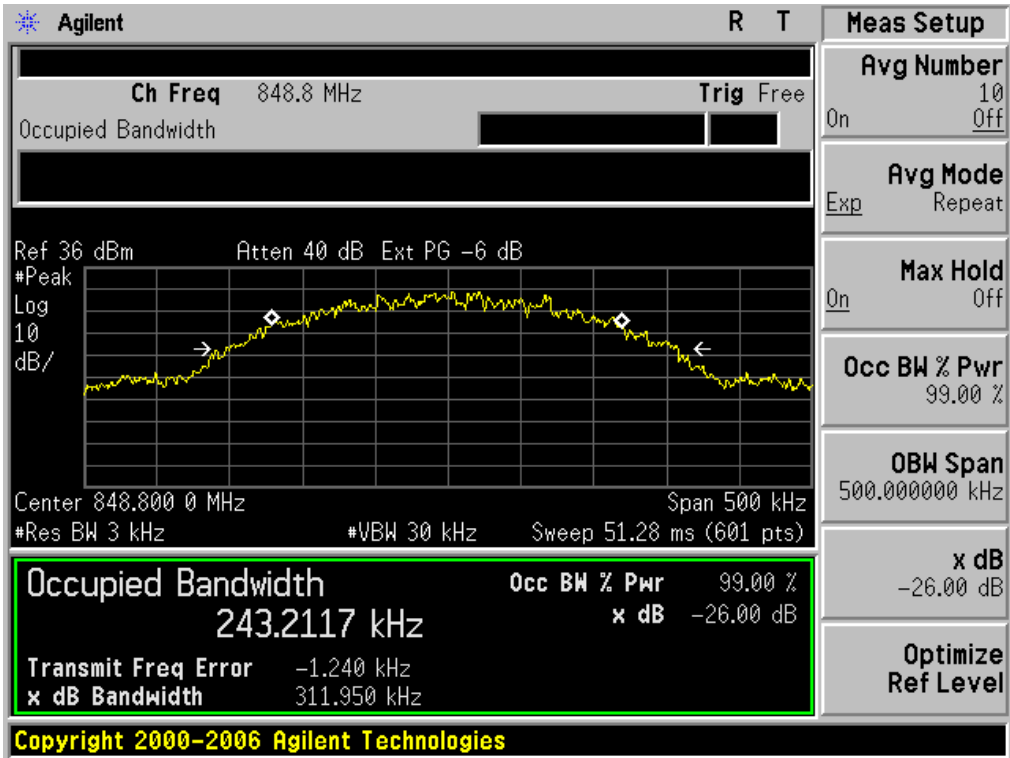 Agilent R T
Ch Freq 848.8 MHz Trig Free
Occupied Bandwidth
Ref 36 dBm Atten 40 dB Ext PG -6 dB
#Peak
Log
10
dB/
Center 848.800 0 MHz Span 500 kHz
#Res BW 3 kHz #VBW 30 kHz Sweep 51.28 ms (601 pts)
Occupied Bandwidth Occ BW % Pwr 99.00 %
243.2117 kHz x dB -26.00 dB
Transmit Freq Error -1.240 kHz
x dB Bandwidth 311.950 kHz
Copyright 2000-2006 Agilent Technologies
Meas Setup
Avg Number
10
On Off
Avg Mode
Exp Repeat
Max Hold
On Off
Occ BW % Pwr
99.00 %
OBW Span
500.000000 kHz
x dB
-26.00 dB
Optimize
Ref Level